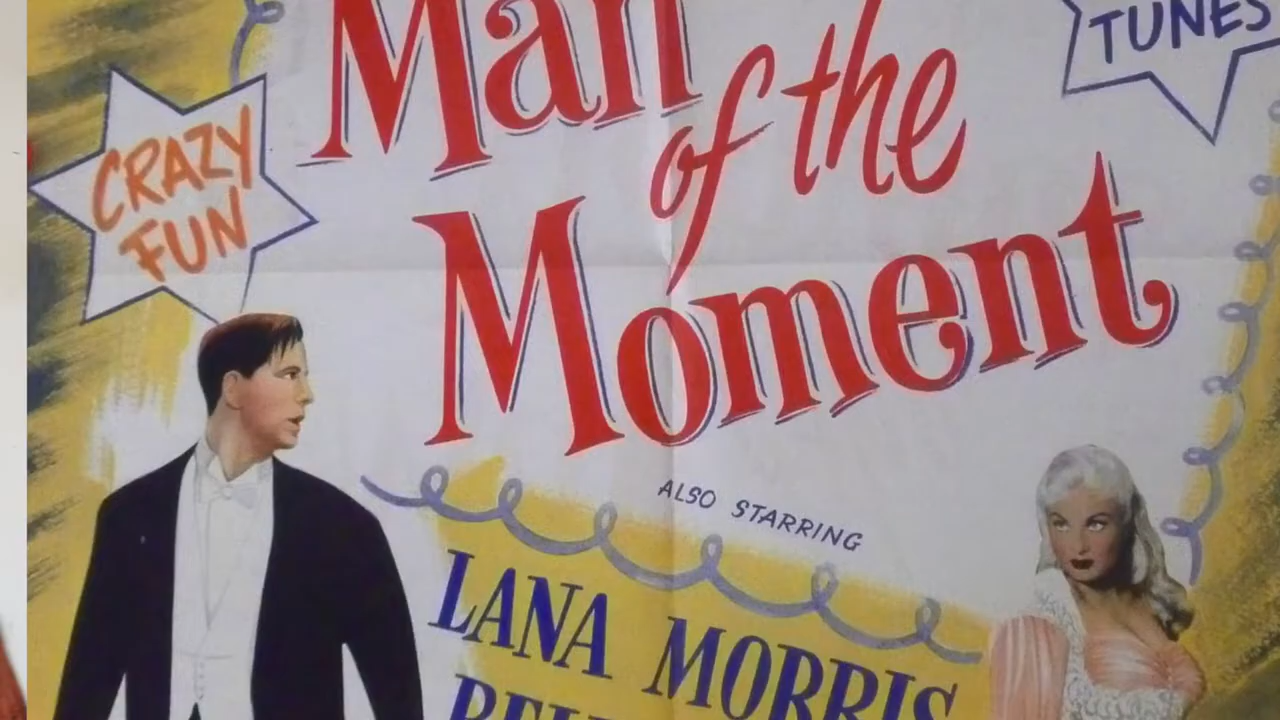 Man
of the
Moment
TUNES
CRAZY
FUN
ALSO STARRING
LANA MORRIS